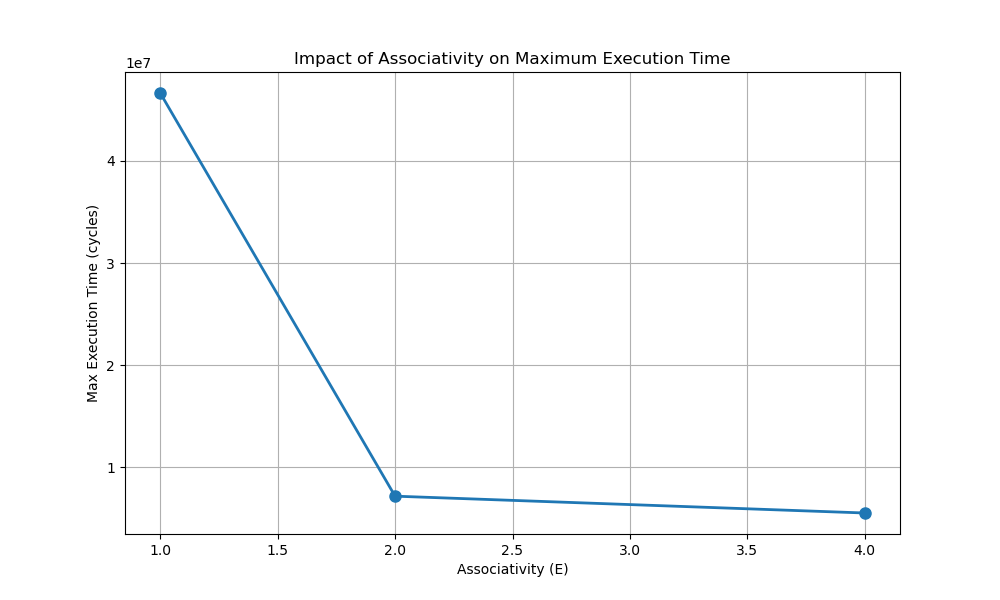 Impact of Associativity on Maximum Execution Time
1e7
4
3
2
1
Max Execution Time (cycles)
1.0 1.5 2.0 2.5 3.0 3.5 4.0
Associativity (E)